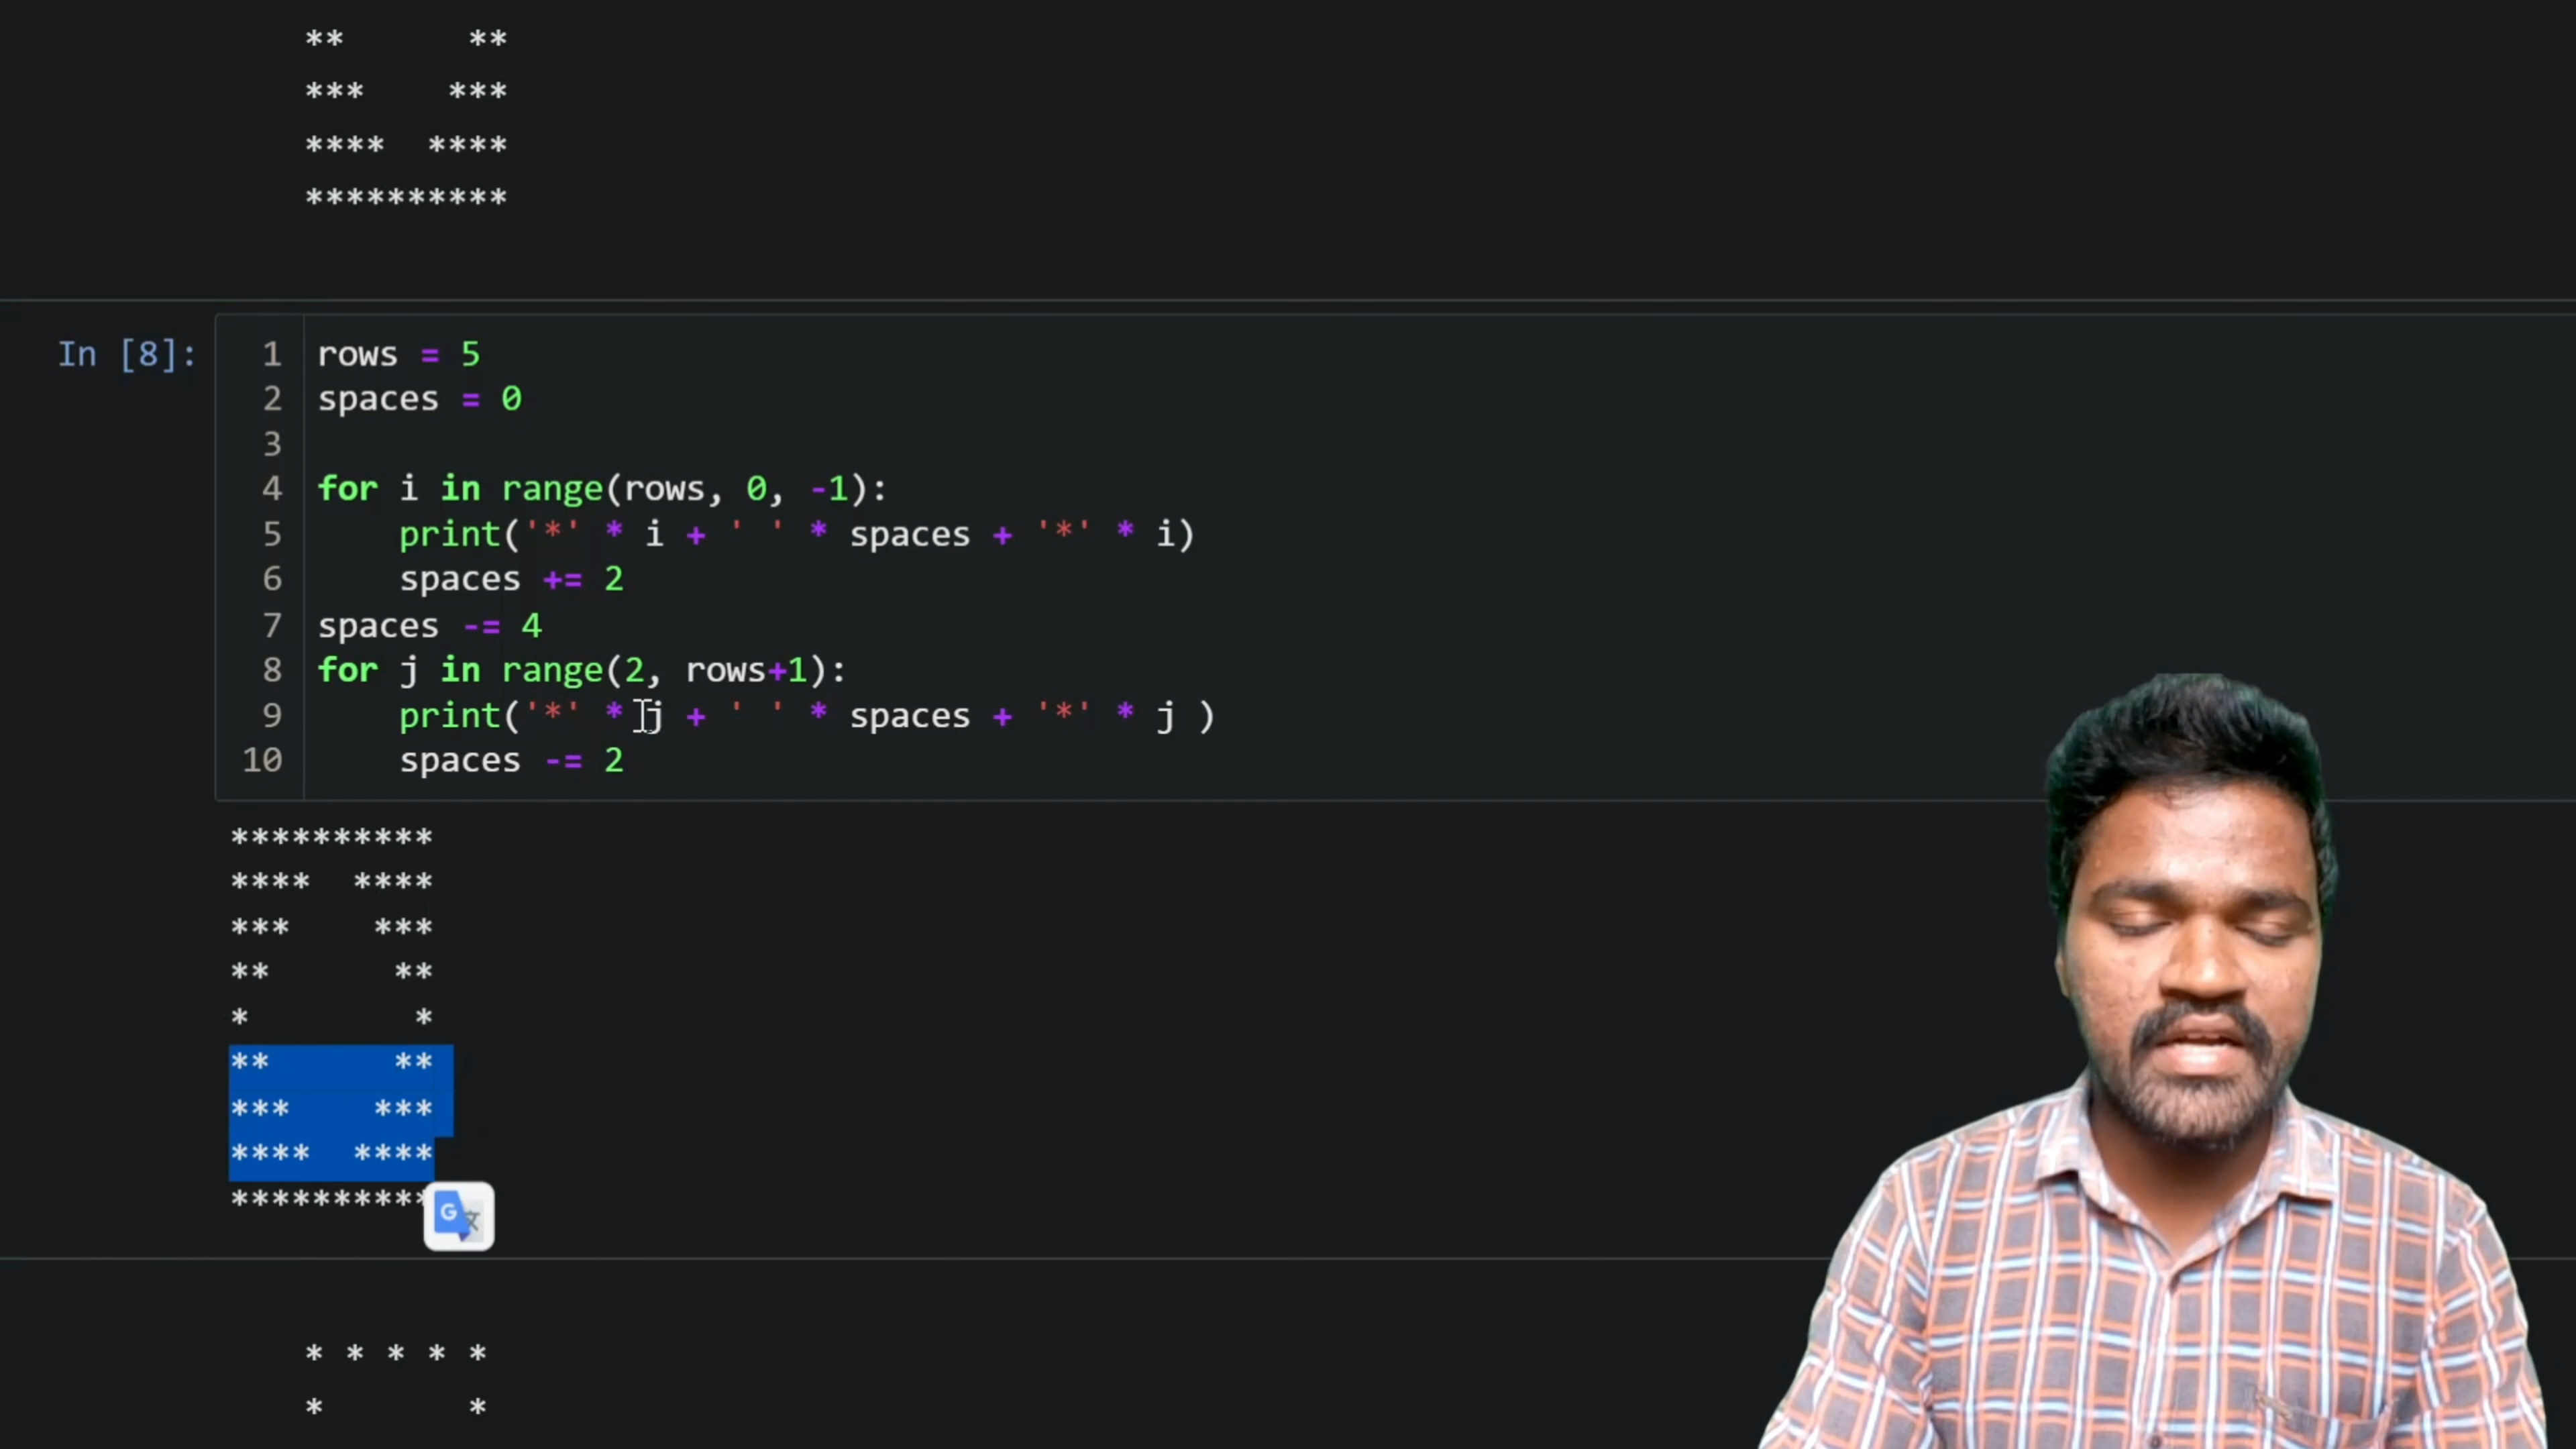 **      **
***    ***
****  ****
**********
In [8]:
1 rows = 5
2 spaces = 0
3
4 for i in range(rows, 0, -1):
5     print('*' * i + ' ' * spaces + '*' * i)
6     spaces += 2
7 spaces -= 4
8 for j in range(2, rows+1):
9     print('*' * j + ' ' * spaces + '*' * j )
10     spaces -= 2
**********
****  ****
***    ***
**      **
*        *
**      **
***    ***
****  ****
**********
G文
* * * * *
*       *